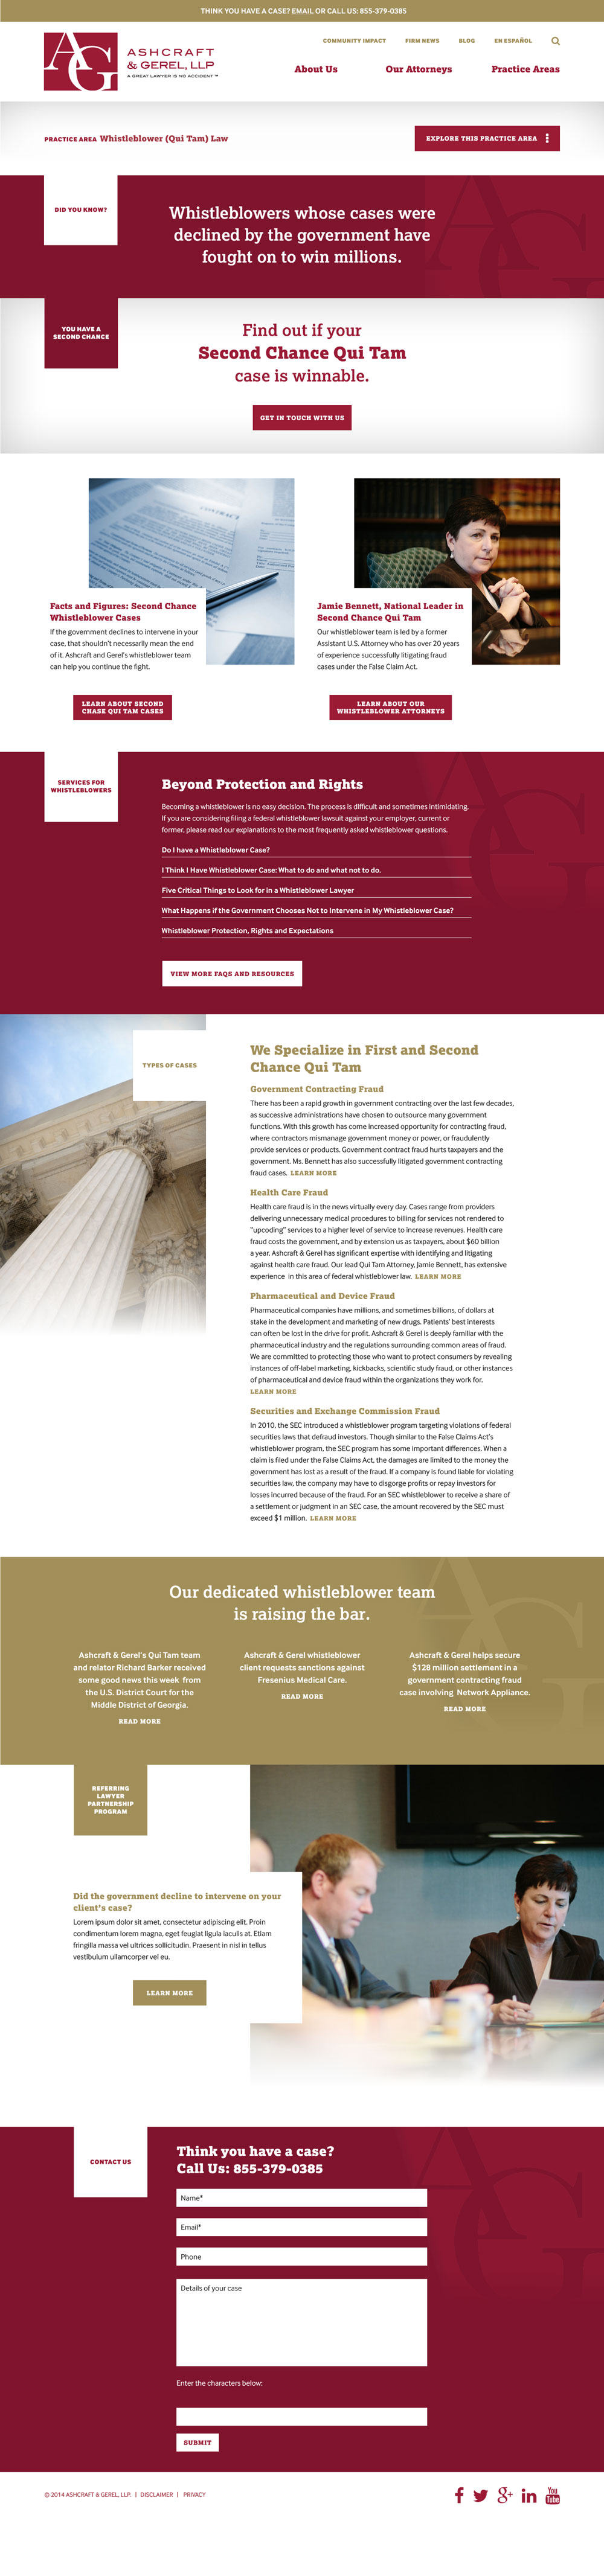 THINK YOU HAVE A CASE? EMAIL OR CALL US: 855-379-0385
AG
ASHCRAFT
& GEREL, LLP
A GREAT LAWYER IS NO ACCIDENT ™
COMMUNITY IMPACT
FIRM NEWS
BLOG
EN ESPAÑOL
About Us
Our Attorneys
Practice Areas
PRACTICE AREA Whistleblower (Qui Tam) Law
EXPLORE THIS PRACTICE AREA
DID YOU KNOW?
Whistleblowers whose cases were
declined by the government have
fought on to win millions.
YOU HAVE A
SECOND CHANCE
Find out if your
Second Chance Qui Tam
case is winnable.
GET IN TOUCH WITH US
Facts and Figures: Second Chance
Whistleblower Cases
If the government declines to intervene in your
case, that shouldn't necessarily mean the end
of it. Ashcraft and Gerel's whistleblower team
can help you continue the fight.
LEARN ABOUT SECOND
CHASE QUI TAM CASES
Jamie Bennett, National Leader in
Second Chance Qui Tam
Our whistleblower team is led by a former
Assistant U.S. Attorney who has over 20 years
of experience successfully litigating fraud
cases under the False Claim Act.
LEARN ABOUT OUR
WHISTLEBLOWER ATTORNEYS
SERVICES FOR
WHISTLEBLOWERS
Beyond Protection and Rights
Becoming a whistleblower is no easy decision. The process is difficult and sometimes intimidating.
If you are considering filing a federal whistleblower lawsuit against your employer, current or
former, please read our explanations to the most frequently asked whistleblower questions.
Do I have a Whistleblower Case?
I Think I Have Whistleblower Case: What to do and what not to do.
Five Critical Things to Look for in a Whistleblower Lawyer
What Happens if the Government Chooses Not to Intervene in My Whistleblower Case?
Whistleblower Protection, Rights and Expectations
VIEW MORE FAQS AND RESOURCES
TYPES OF CASES
We Specialize in First and Second
Chance Qui Tam
Government Contracting Fraud
There has been a rapid growth in government contracting over the last few decades,
as successive administrations have chosen to outsource many government
functions. With this growth has come increased opportunity for contracting fraud,
where contractors mismanage government money or power, or fraudulently
provide services or products. Government contract fraud hurts taxpayers and the
government. Ms. Bennett has also successfully litigated government contracting
fraud cases. LEARN MORE
Health Care Fraud
Health care fraud is in the news virtually every day. Cases range from providers
delivering unnecessary medical procedures to billing for services not rendered to
"upcoding" services to a higher level of service to increase revenues. Health care
fraud costs the government, and by extension us as taxpayers, about $60 billion
a year. Ashcraft & Gerel has significant expertise with identifying and litigating
against health care fraud. Our lead Qui Tam Attorney, Jamie Bennett, has extensive
experience in this area of federal whistleblower law. LEARN MORE
Pharmaceutical and Device Fraud
Pharmaceutical companies have millions, and sometimes billions, of dollars at
stake in the development and marketing of new drugs. Patients' best interests
can often be lost in the drive for profit. Ashcraft & Gerel is deeply familiar with the
pharmaceutical industry and the regulations surrounding common areas of fraud.
We are committed to protecting those who want to protect consumers by revealing
instances of off-label marketing, kickbacks, scientific study fraud, or other instances
of pharmaceutical and device fraud within the organizations they work for.
LEARN MORE
Securities and Exchange Commission Fraud
In 2010, the SEC introduced a whistleblower program targeting violations of federal
securities laws that defraud investors. Though similar to the False Claims Act's
whistleblower program, the SEC program has some important differences. When a
claim is filed under the False Claims Act, the damages are limited to the money the
government has lost as a result of the fraud. If a company is found liable for violating
securities law, the company may have to disgorge profits or repay investors for
losses incurred because of the fraud. For an SEC whistleblower to receive a share of
a settlement or judgment in an SEC case, the amount recovered by the SEC must
exceed $1 million. LEARN MORE
Our dedicated whistleblower team
is raising the bar.
Ashcraft & Gerel's Qui Tam team
and relator Richard Barker received
some good news this week from
the U.S. District Court for the
Middle District of Georgia.
READ MORE
Ashcraft & Gerel whistleblower
client requests sanctions against
Fresenius Medical Care.
READ MORE
Ashcraft & Gerel helps secure
$128 million settlement in a
government contracting fraud
case involving Network Appliance.
READ MORE
REFERRING
LAWYER
PARTNERSHIP
PROGRAM
Did the government decline to intervene on your
client's case?
Lorem ipsum dolor sit amet, consectetur adipiscing elit. Proin
condimentum lorem magna, eget feugiat ligula iaculis at. Etiam
fringilla massa vel ultrices sollicitudin. Praesent in nisl in tellus
vestibulum ullamcorper vel eu.
LEARN MORE
CONTACT US
Think you have a case?
Call Us: 855-379-0385
Name*
Email*
Phone
Details of your case
Enter the characters below:
SUBMIT
© 2014 ASHCRAFT & GEREL, LLP. | DISCLAIMER | PRIVACY
f
g+
in
You
Tube